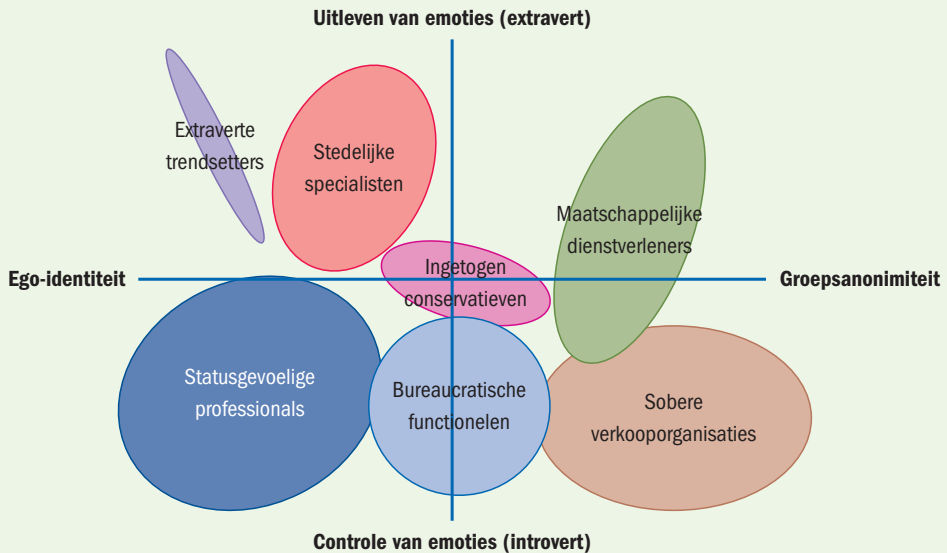 Uitleven van emoties (extravert)
Extraverte
trendsetters
Stedelijke
specialisten
Maatschappelijke
dienstverleners
Ego-identiteit
Ingetogen
conservatieven
Groepsanonimiteit
Statusgevoelige
professionals
Bureaucratische
functionelen
Sobere
verkooporganisaties
Controle van emoties (introvert)